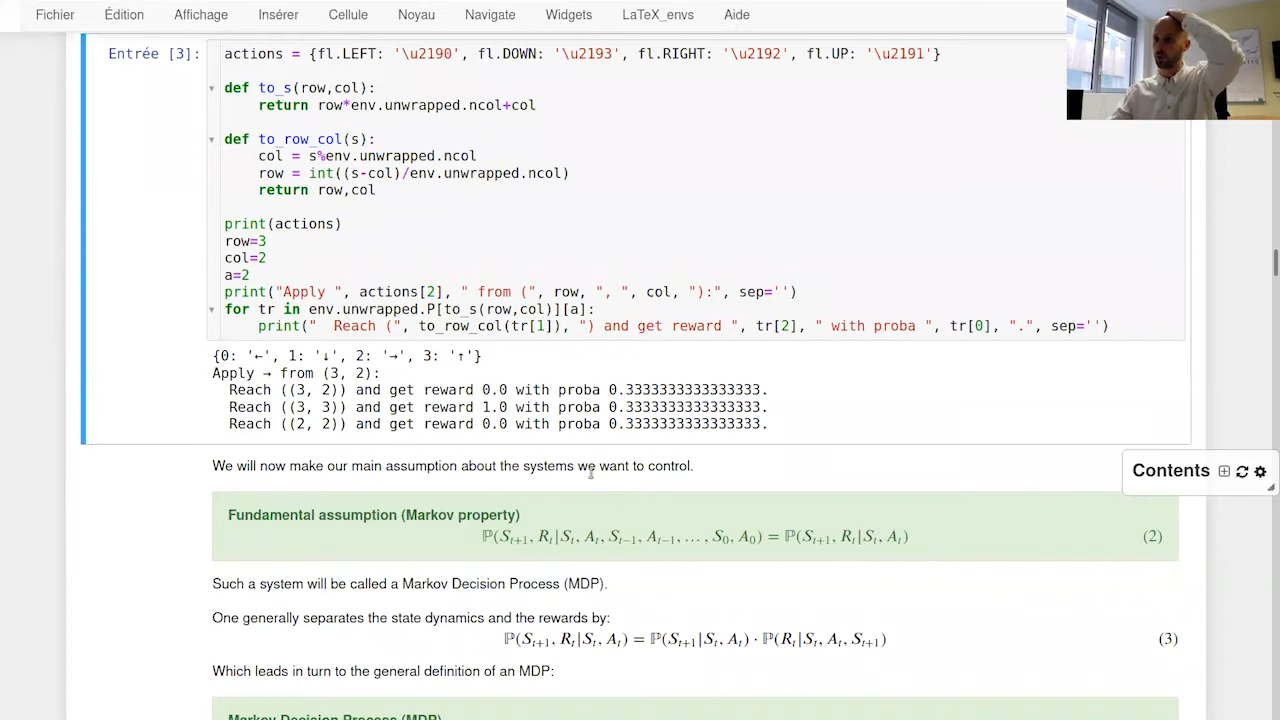 Fichier Édition Affichage Insérer Cellule Noyau Navigate Widgets LaTeX_envs Aide
Entrée [3]: actions = {fl.LEFT: '\u2190', fl.DOWN: '\u2193', fl.RIGHT: '\u2192', fl.UP: '\u2191'}
def to_s(row,col):
return row*env.unwrapped.ncol+col
def to_row_col(s):
col = s%env.unwrapped.ncol
row = int((s-col)/env.unwrapped.ncol)
return row,col
print(actions)
row=3
col=2
a=2
print("Apply ", actions[2], " from (", row, ", ", col, "):", sep='')
for tr in env.unwrapped.P[to_s(row,col)][a]:
print("  Reach (", to_row_col(tr[1]), ") and get reward ", tr[2], " with proba ", tr[0], ".", sep='')
{0: '←', 1: '↓', 2: '→', 3: '↑'}
Apply → from (3, 2):
Reach ((3, 2)) and get reward 0.0 with proba 0.3333333333333333.
Reach ((3, 3)) and get reward 1.0 with proba 0.3333333333333333.
Reach ((2, 2)) and get reward 0.0 with proba 0.3333333333333333.
We will now make our main assumption about the systems we want to control.
Contents
Fundamental assumption (Markov property)
ℙ(S_{t+1}, R_t|S_t, A_t, S_{t−1}, A_{t−1}, …, S_0, A_0) = ℙ(S_{t+1}, R_t|S_t, A_t) (2)
Such a system will be called a Markov Decision Process (MDP).
One generally separates the state dynamics and the rewards by:
ℙ(S_{t+1}, R_t|S_t, A_t) = ℙ(S_{t+1}|S_t, A_t) · ℙ(R_t|S_t, A_t, S_{t+1}) (3)
Which leads in turn to the general definition of an MDP:
Markov Decision Process (MDP)